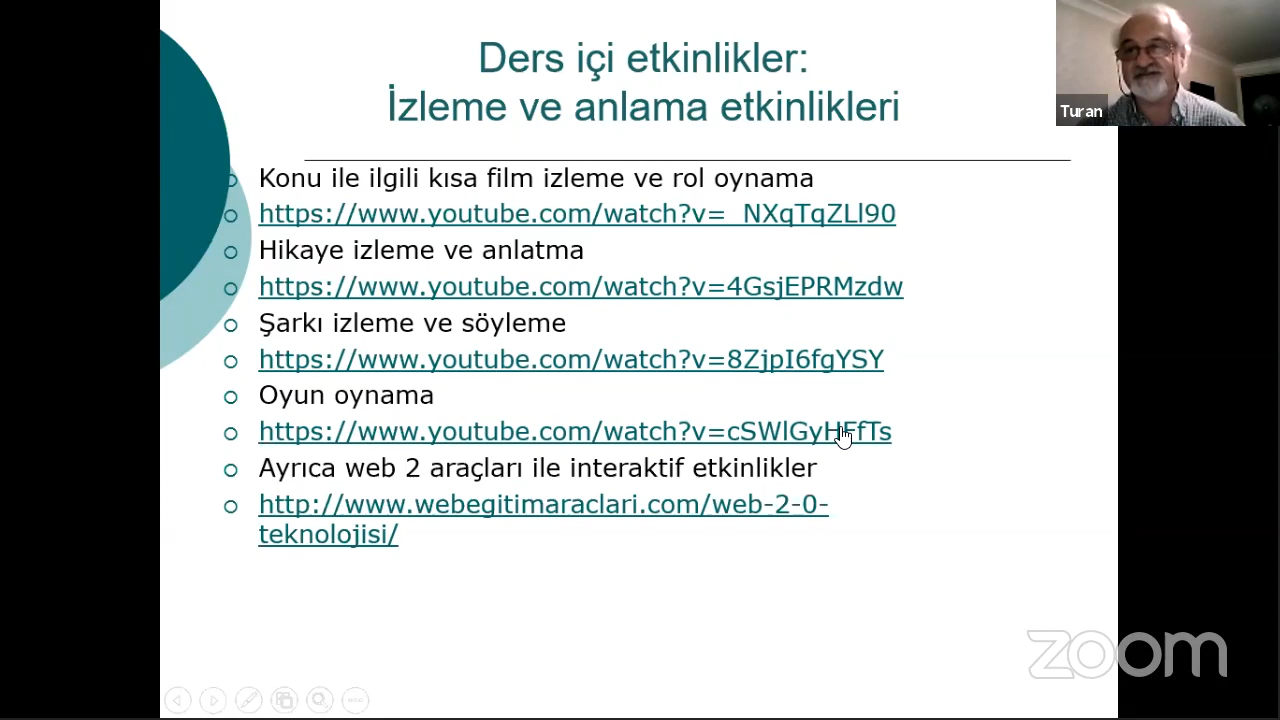 Ders içi etkinlikler:
İzleme ve anlama etkinlikleri
Turan
Konu ile ilgili kısa film izleme ve rol oynama
https://www.youtube.com/watch?v=_NXqTqZLl90
Hikaye izleme ve anlatma
https://www.youtube.com/watch?v=4GsjEPRMzdw
Şarkı izleme ve söyleme
https://www.youtube.com/watch?v=8ZjpI6fgYSY
Oyun oynama
https://www.youtube.com/watch?v=cSWlGyHFfTs
Ayrıca web 2 araçları ile interaktif etkinlikler
http://www.webegitimaraclari.com/web-2-0-
teknolojisi/
zoom